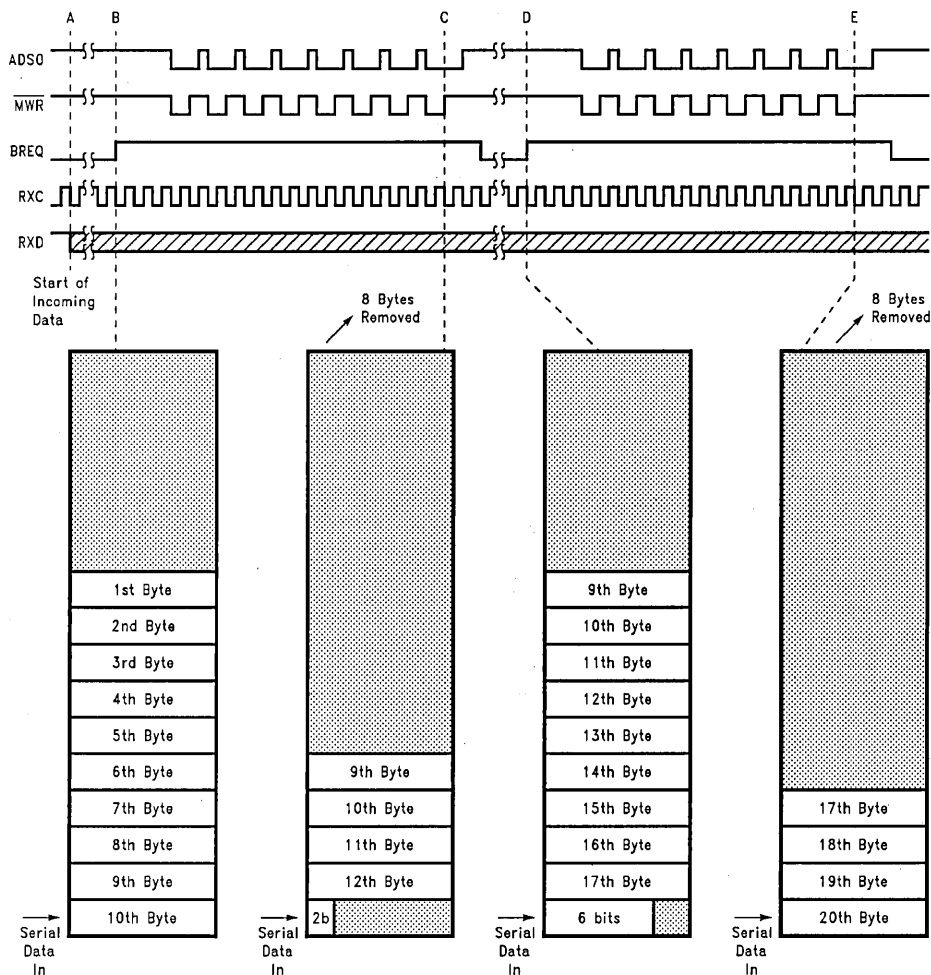 A B C D E
ADS0
MWR
BREQ
RXC
RXD
Start of
Incoming
Data
8 Bytes
Removed
8 Bytes
Removed
1st Byte
2nd Byte
3rd Byte
4th Byte
5th Byte
6th Byte
7th Byte
8th Byte
9th Byte
10th Byte
Serial
Data
In
9th Byte
10th Byte
11th Byte
12th Byte
2b
Serial
Data
In
9th Byte
10th Byte
11th Byte
12th Byte
13th Byte
14th Byte
15th Byte
16th Byte
17th Byte
6 bits
Serial
Data
In
17th Byte
18th Byte
19th Byte
20th Byte
Serial
Data
In